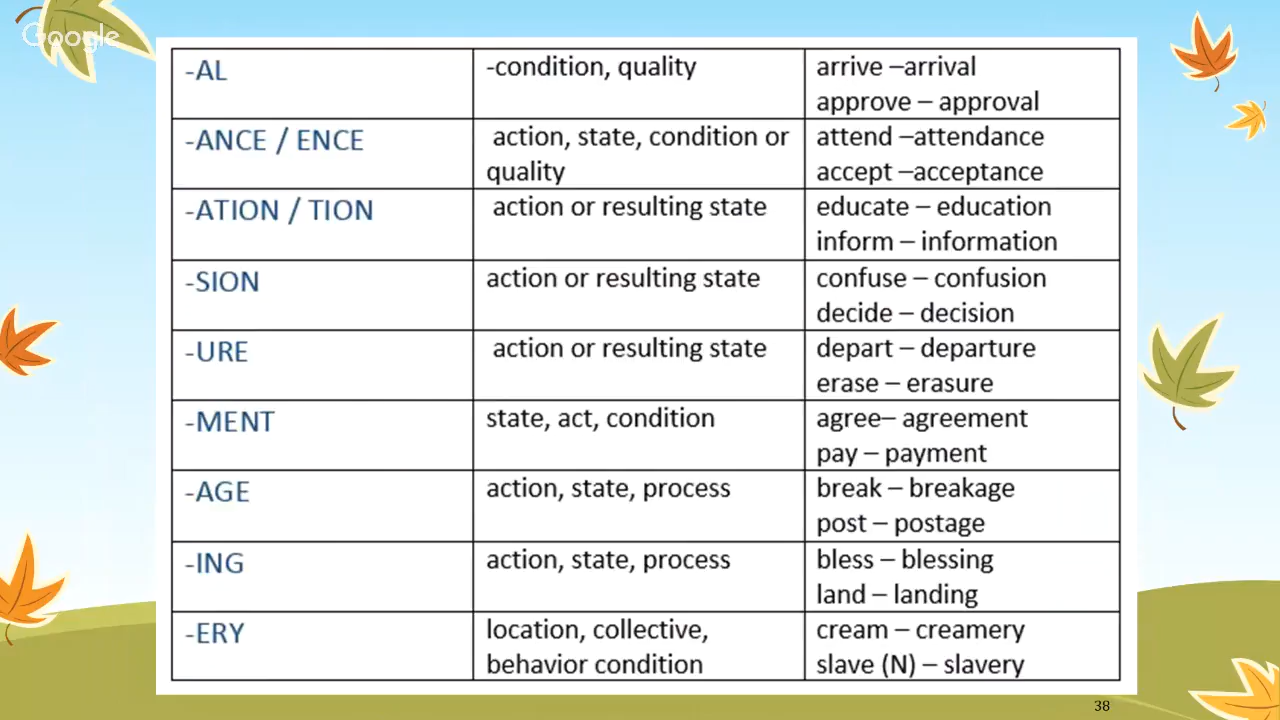 Google
-AL
-condition, quality
arrive –arrival
approve – approval
-ANCE / ENCE
action, state, condition or
quality
attend –attendance
accept –acceptance
-ATION / TION
action or resulting state
educate – education
inform – information
-SION
action or resulting state
confuse – confusion
decide – decision
-URE
action or resulting state
depart – departure
erase – erasure
-MENT
state, act, condition
agree– agreement
pay – payment
-AGE
action, state, process
break – breakage
post – postage
-ING
action, state, process
bless – blessing
land – landing
-ERY
location, collective,
behavior condition
cream – creamery
slave (N) – slavery
38